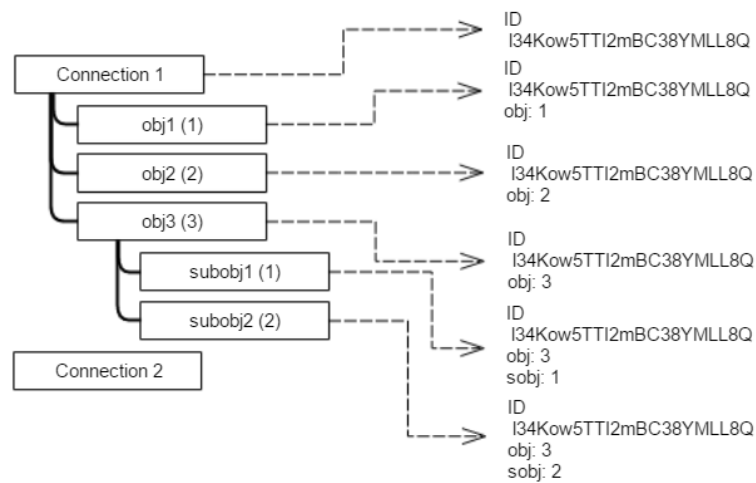 Connection 1
obj1 (1)
obj2 (2)
obj3 (3)
subobj1 (1)
subobj2 (2)
Connection 2
ID
I34Kow5TTI2mBC38YMLL8Q
ID
I34Kow5TTI2mBC38YMLL8Q
obj: 1
ID
I34Kow5TTI2mBC38YMLL8Q
obj: 2
ID
I34Kow5TTI2mBC38YMLL8Q
obj: 3
ID
I34Kow5TTI2mBC38YMLL8Q
obj: 3
sobj: 1
ID
I34Kow5TTI2mBC38YMLL8Q
obj: 3
sobj: 2